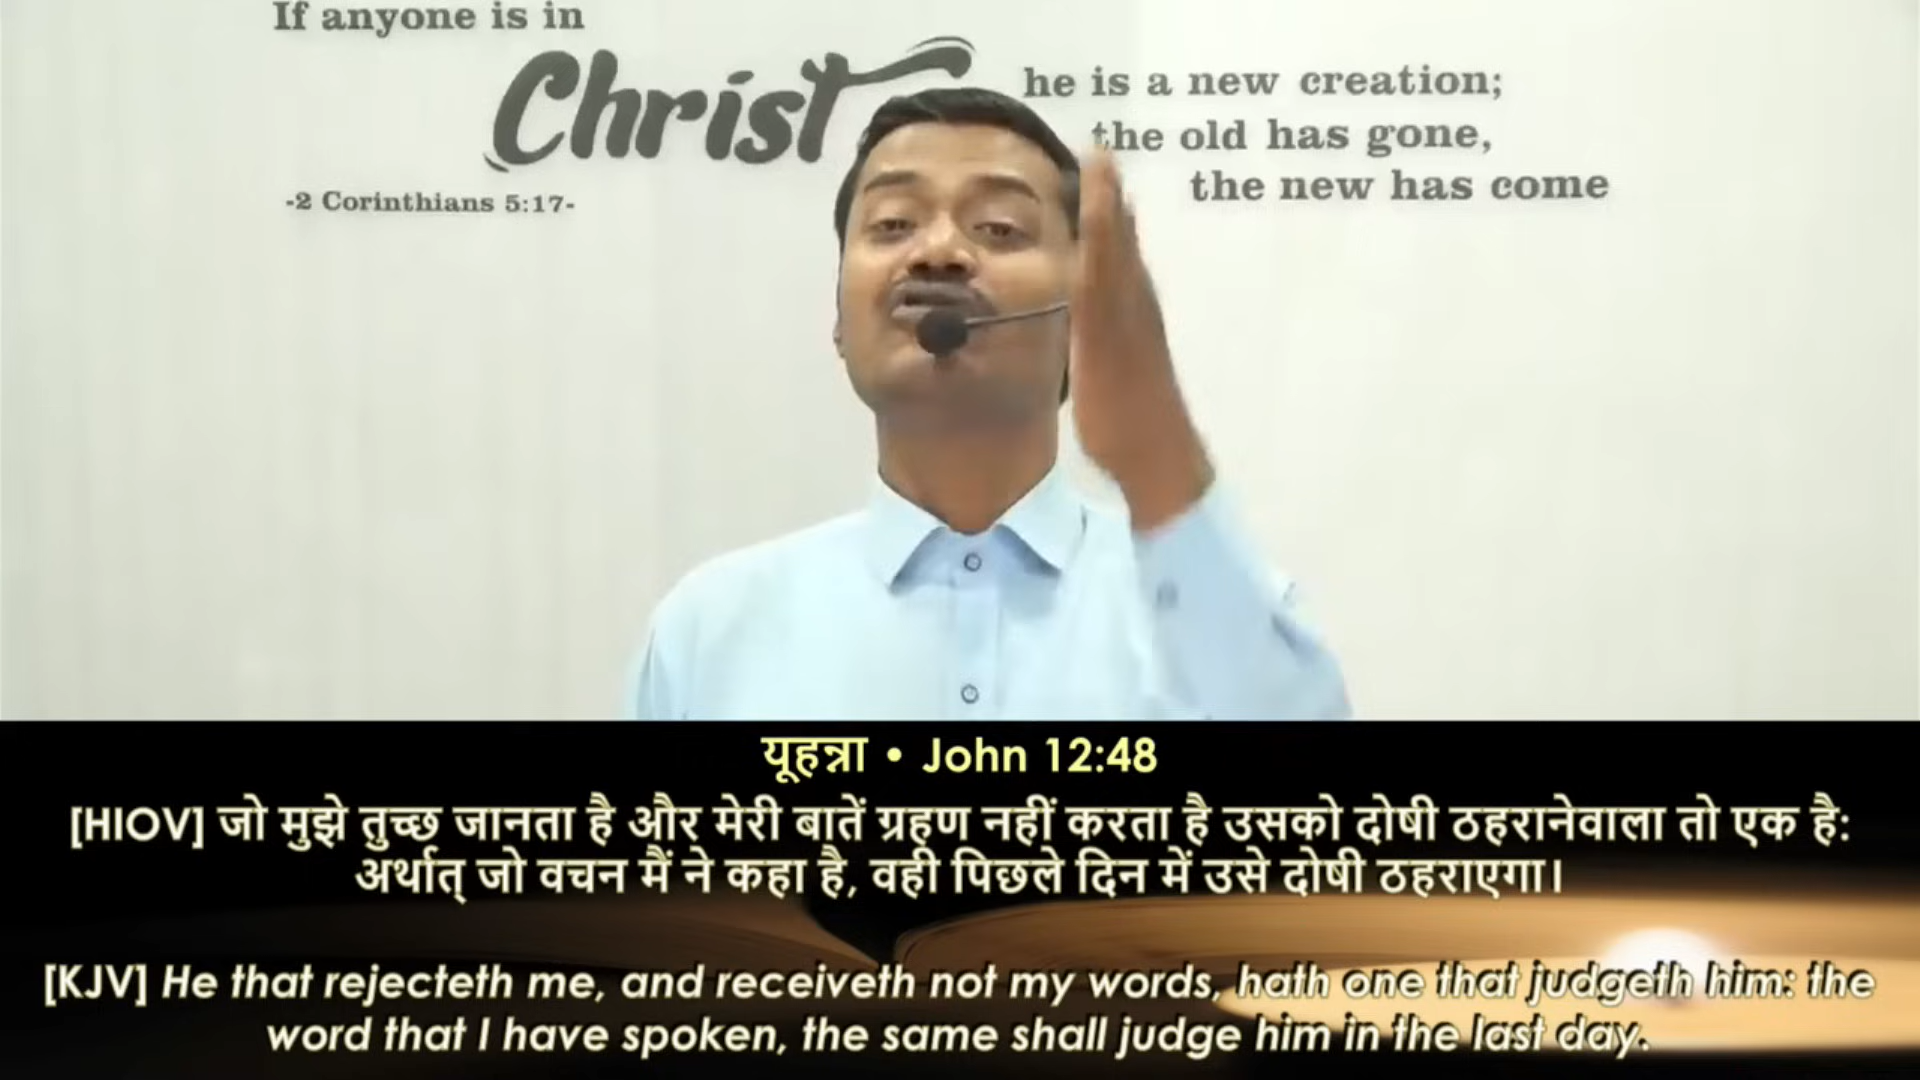 If anyone is in
Christ
he is a new creation;
the old has gone,
the new has come
-2 Corinthians 5:17-
यूहन्ना • John 12:48
[HIOV] जो मुझे तुच्छ जानता है और मेरी बातें ग्रहण नहीं करता है उसको दोषी ठहरानेवाला तो एक है:
अर्थात् जो वचन मैं ने कहा है, वही पिछले दिन में उसे दोषी ठहराएगा।
[KJV] He that rejecteth me, and receiveth not my words, hath one that judgeth him: the
word that I have spoken, the same shall judge him in the last day.